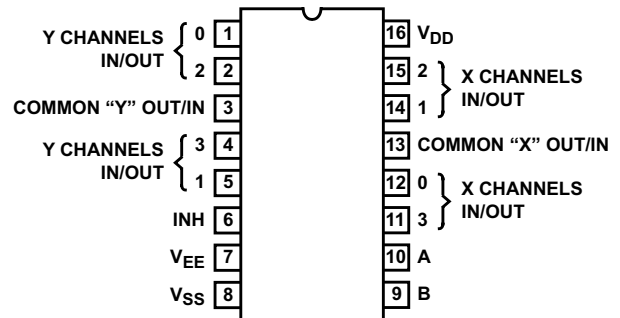 Y CHANNELS IN/OUT
0 1
2 2
COMMON “Y” OUT/IN 3
Y CHANNELS IN/OUT
3 4
1 5
INH 6
VEE 7
VSS 8
16 VDD
15 2
14 1
X CHANNELS IN/OUT
13 COMMON “X” OUT/IN
12 0
11 3
X CHANNELS IN/OUT
10 A
9 B